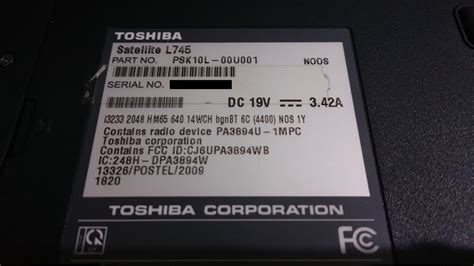 TOSHIBA
Satellite L745
PART NO. PSK10L-00U001 NOOS
SERIAL NO.
DC 19V 3.42A
i3233 2048 HM65 640 14WCH bgnBT 6C (4400) NOS 1Y
Contains radio device PA3894U-1MPC
Toshiba corporation
Contains FCC ID:CJ6UPA3894WB
IC:248H-DPA3894W
13326/POSTEL/2009
1820
TOSHIBA CORPORATION
FC